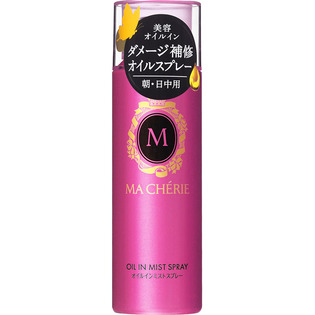 美容
オイルイン
ダメージ補修
オイルスプレー
朝・日中用
M
MA CHÉRIE
OIL IN MIST SPRAY
オイルインミストスプレー